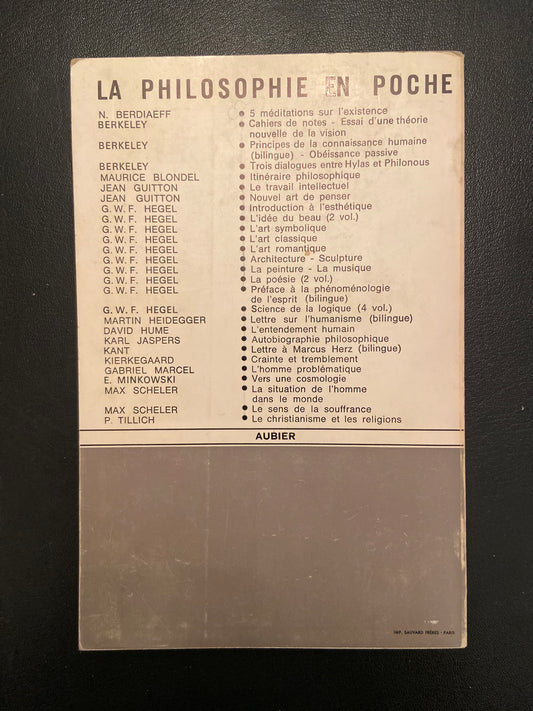 LA PHILOSOPHIE EN POCHE
N. BERDIAEFF • 5 méditations sur l'existence
BERKELEY • Cahiers de notes - Essai d'une théorie
nouvelle de la vision
BERKELEY • Principes de la connaissance humaine
(bilingue) - Obéissance passive
BERKELEY • Trois dialogues entre Hylas et Philonous
MAURICE BLONDEL • Itinéraire philosophique
JEAN GUITTON • Le travail intellectuel
JEAN GUITTON • Nouvel art de penser
G. W. F. HEGEL • Introduction à l'esthétique
G. W. F. HEGEL • L'idée du beau (2 vol.)
G. W. F. HEGEL • L'art symbolique
G. W. F. HEGEL • L'art classique
G. W. F. HEGEL • L'art romantique
G. W. F. HEGEL • Architecture - Sculpture
G. W. F. HEGEL • La peinture - La musique
G. W. F. HEGEL • La poésie (2 vol.)
G. W. F. HEGEL • Préface à la phénoménologie
de l'esprit (bilingue)
G. W. F. HEGEL • Science de la logique (4 vol.)
MARTIN HEIDEGGER • Lettre sur l'humanisme (bilingue)
DAVID HUME • L'entendement humain
KARL JASPERS • Autobiographie philosophique
KANT • Lettre à Marcus Herz (bilingue)
KIERKEGAARD • Crainte et tremblement
GABRIEL MARCEL • L'homme problématique
E. MINKOWSKI • Vers une cosmologie
MAX SCHELER • La situation de l'homme
dans le monde
MAX SCHELER • Le sens de la souffrance
P. TILLICH • Le christianisme et les religions
AUBIER
IMP. SAUVARD FRÈRES - PARIS